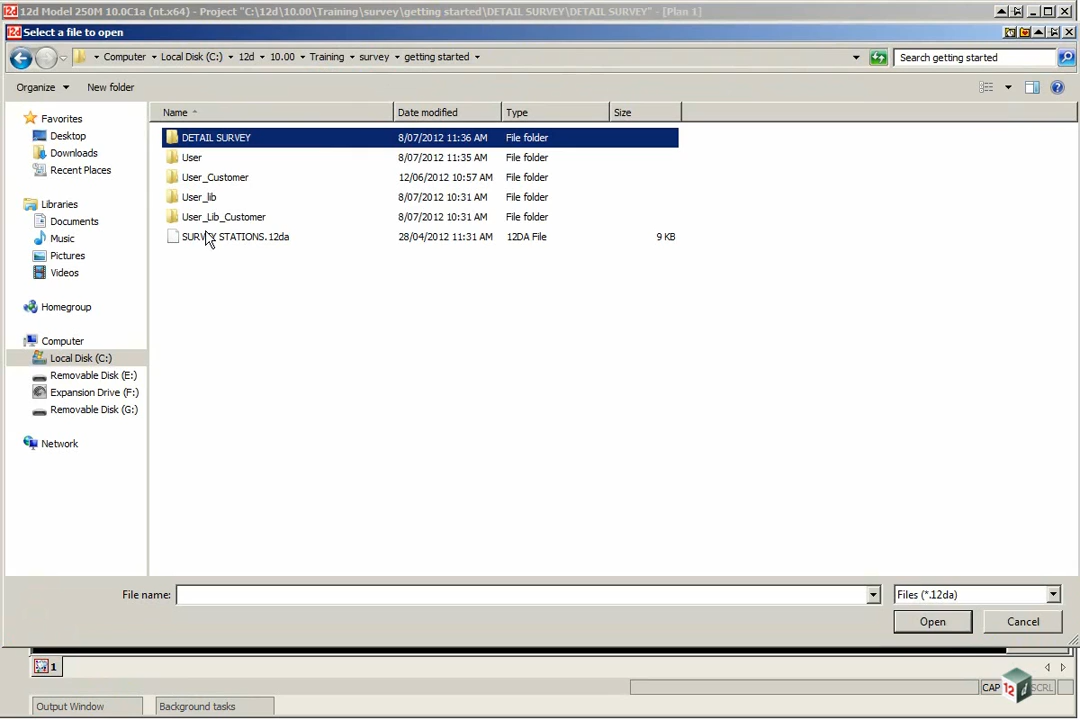 12d Model 250M 10.0C1a (nt.x64) - Project "C:\12d\10.00\Training\survey\getting started\DETAIL SURVEY\DETAIL SURVEY" - [Plan 1]
Select a file to open
Computer Local Disk (C:) 12d 10.00 Training survey getting started
Search getting started
Organize New folder
Name Date modified Type Size
Favorites
Desktop
Downloads
Recent Places
Libraries
Documents
Music
Pictures
Videos
Homegroup
Computer
Local Disk (C:)
Removable Disk (E:)
Expansion Drive (F:)
Removable Disk (G:)
Network
DETAIL SURVEY 8/07/2012 11:36 AM File folder
User 8/07/2012 11:35 AM File folder
User_Customer 12/06/2012 10:57 AM File folder
User_lib 8/07/2012 10:31 AM File folder
User_Lib_Customer 8/07/2012 10:31 AM File folder
SURVEY STATIONS.12da 28/04/2012 11:31 AM 12DA File 9 KB
File name:
Files (*.12da)
Open Cancel
1
CAP
Output Window Background tasks